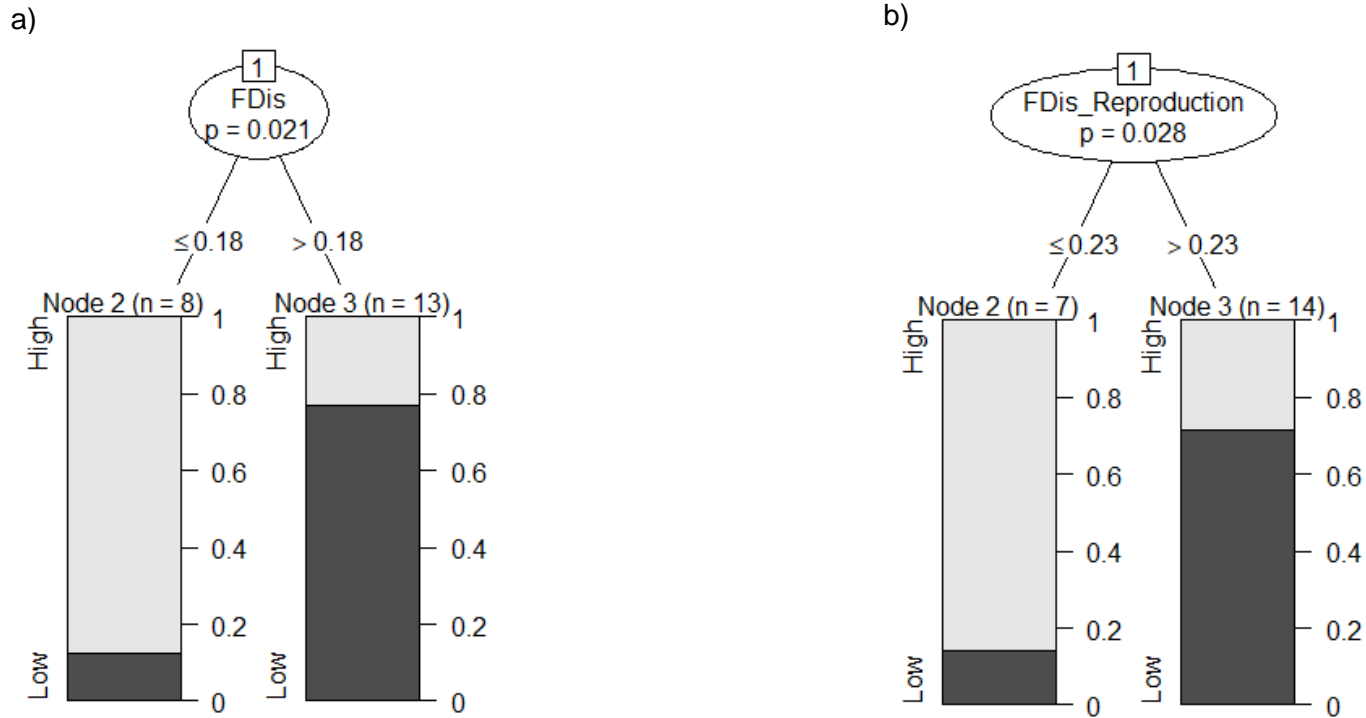 a)
1
FDis
p = 0.021
≤ 0.18
> 0.18
Node 2 (n = 8)
High
Low
1
0.8
0.6
0.4
0.2
0
Node 3 (n = 13)
High
Low
1
0.8
0.6
0.4
0.2
0
b)
1
FDis_Reproduction
p = 0.028
≤ 0.23
> 0.23
Node 2 (n = 7)
High
Low
1
0.8
0.6
0.4
0.2
0
Node 3 (n = 14)
High
Low
1
0.8
0.6
0.4
0.2
0